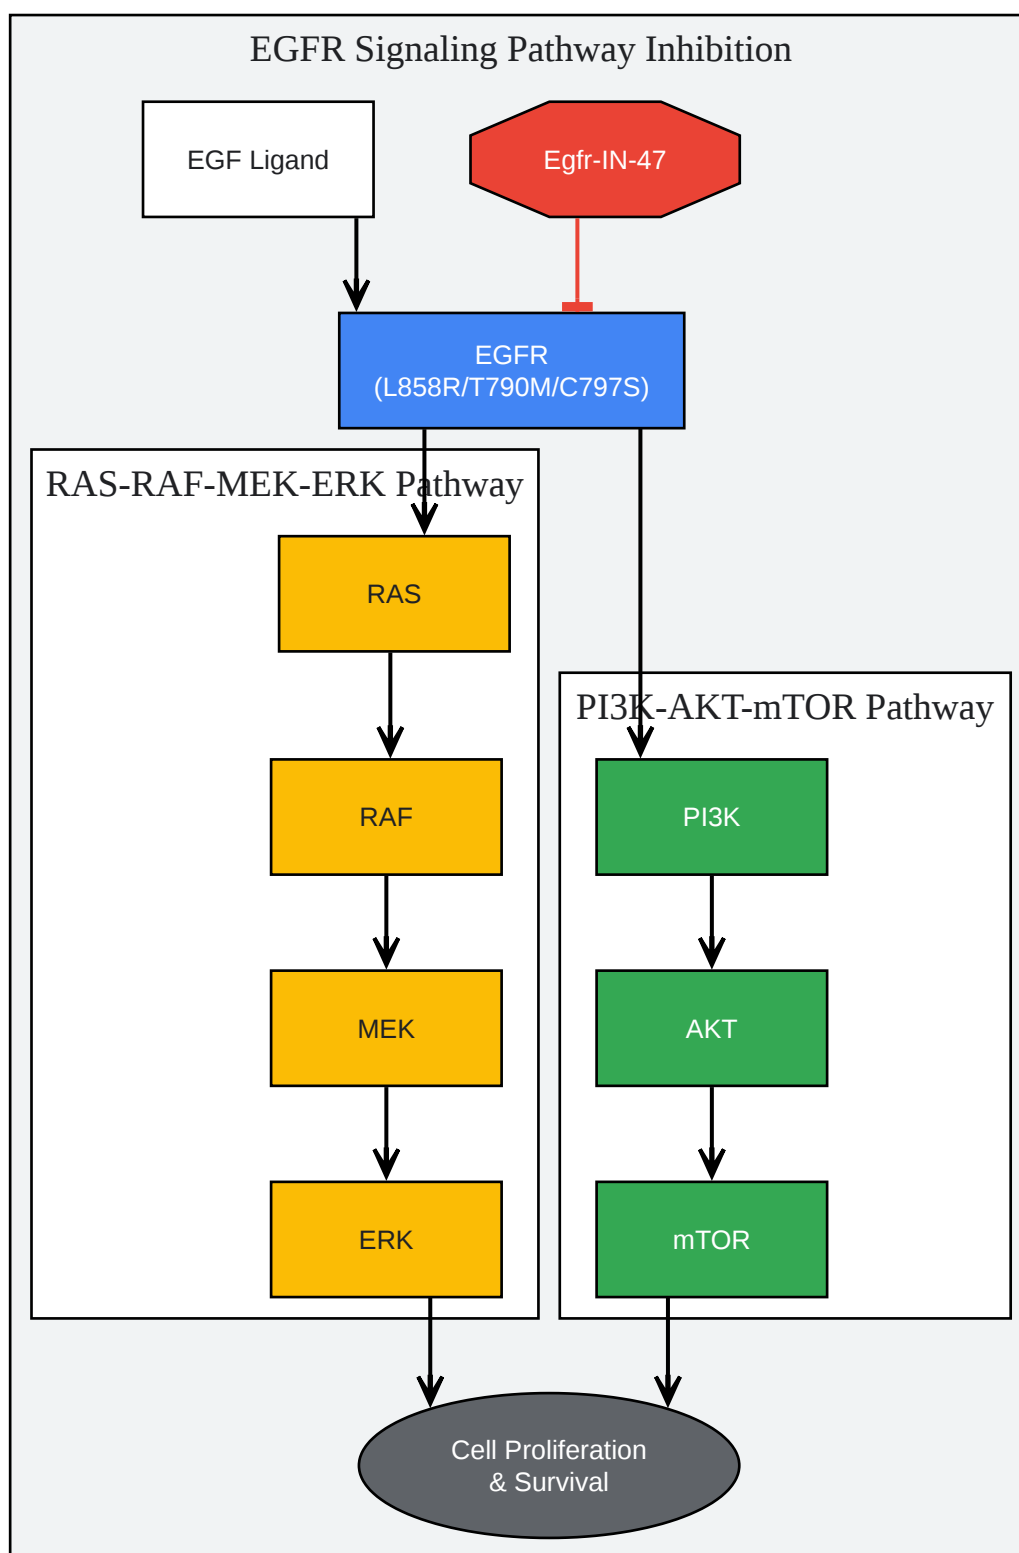 EGFR Signaling Pathway Inhibition
EGF Ligand
Egfr-IN-47
EGFR
(L858R/T790M/C797S)
RAS-RAF-MEK-ERK Pathway
RAS
PI3K-AKT-mTOR Pathway
RAF
PI3K
MEK
AKT
ERK
mTOR
Cell Proliferation
& Survival